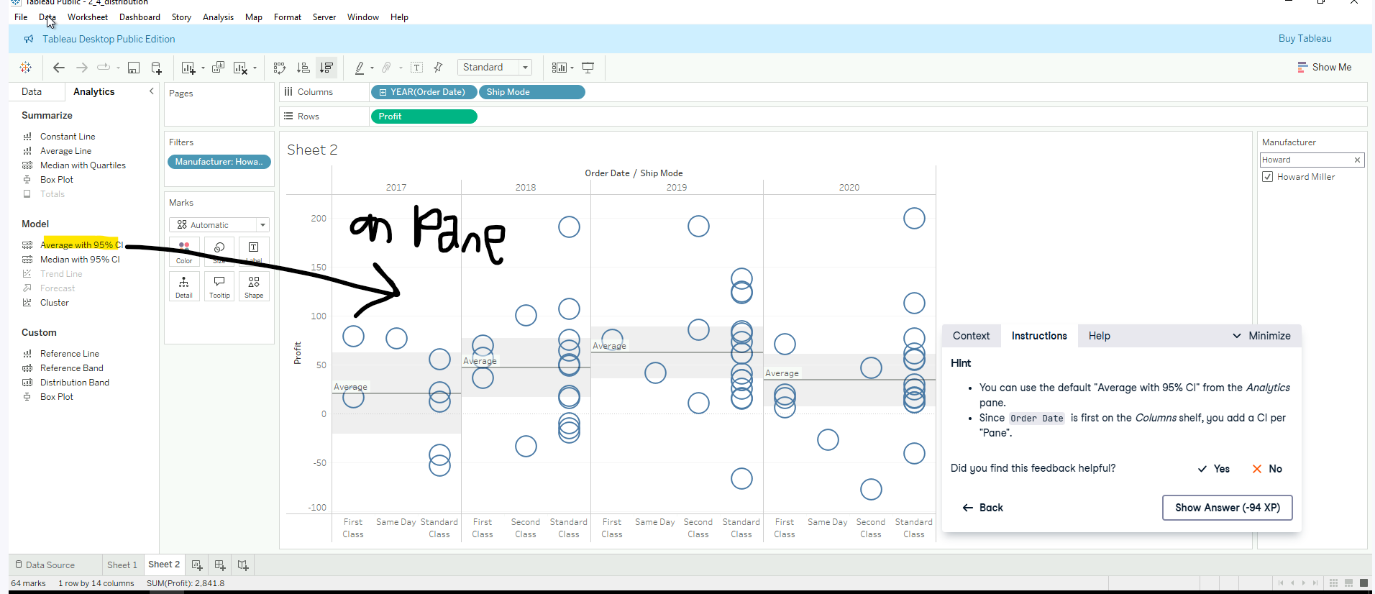 Tableau Public - 2_4_distribution
File Data Worksheet Dashboard Story Analysis Map Format Server Window Help
Tableau Desktop Public Edition Buy Tableau
Standard Show Me
Data Analytics
Pages
Columns YEAR(Order Date) Ship Mode
Rows Profit
Summarize
Constant Line
Average Line
Median with Quartiles
Box Plot
Totals
Model
Average with 95% CI
Median with 95% CI
Trend Line
Forecast
Cluster
Custom
Reference Line
Reference Band
Distribution Band
Box Plot
Filters
Manufacturer: Howa..
Marks
Automatic
Color Size Label
Detail Tooltip Shape
Sheet 2
Order Date / Ship Mode
2017 2018 2019 2020
on Pane
Profit
200
150
100
50
0
-50
-100
Average
Average
Average
Average
First Class Same Day Standard Class First Class Second Class Standard Class First Class Same Day Second Class Standard Class First Class Same Day Second Class Standard Class
Manufacturer
Howard
Howard Miller
Context Instructions Help Minimize
Hint
You can use the default "Average with 95% CI" from the Analytics
pane.
Since Order Date is first on the Columns shelf, you add a CI per
"Pane".
Did you find this feedback helpful? Yes No
Back Show Answer (-94 XP)
Data Source Sheet 1 Sheet 2
64 marks 1 row by 14 columns SUM(Profit): 2,841.8